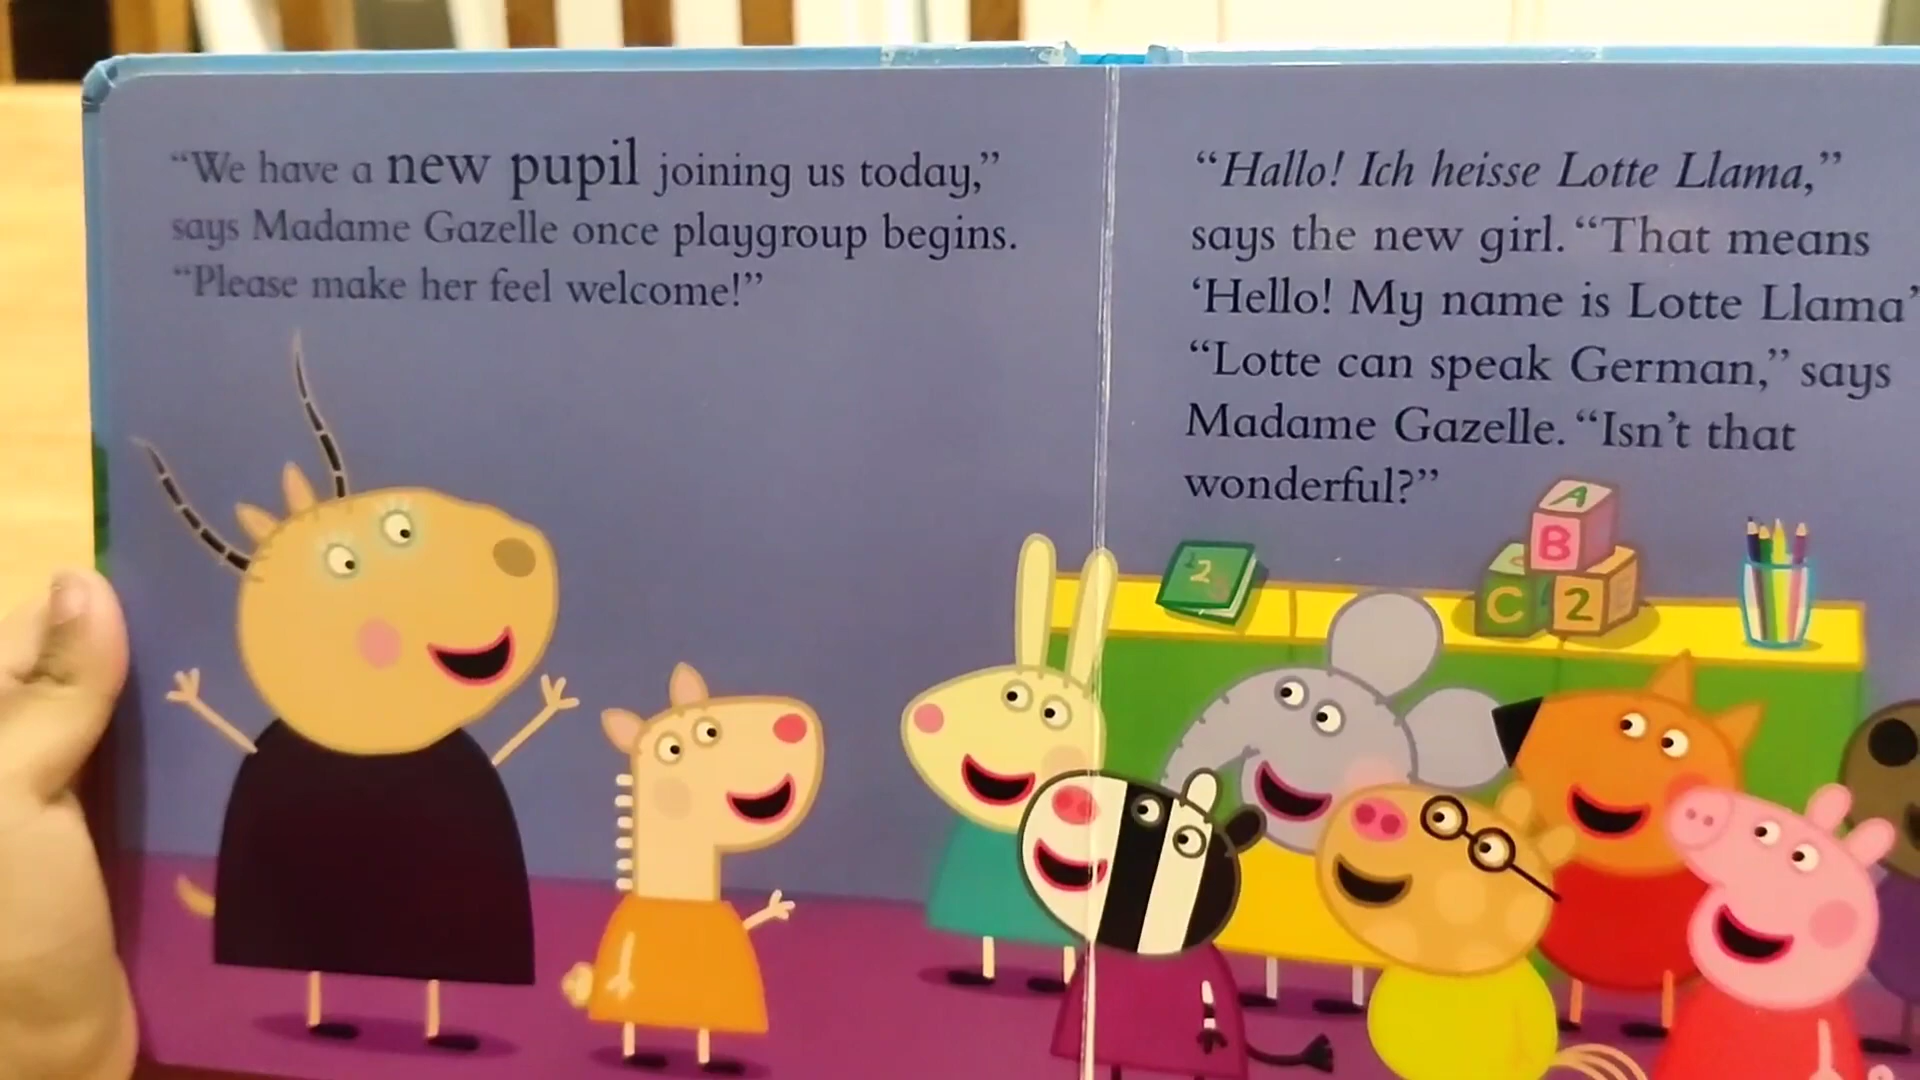 “We have a new pupil joining us today,”
says Madame Gazelle once playgroup begins.
“Please make her feel welcome!”
“Hallo! Ich heisse Lotte Llama,”
says the new girl. “That means
‘Hello! My name is Lotte Llama’
“Lotte can speak German,” says
Madame Gazelle. “Isn’t that
wonderful?”
A
B
C 2
2